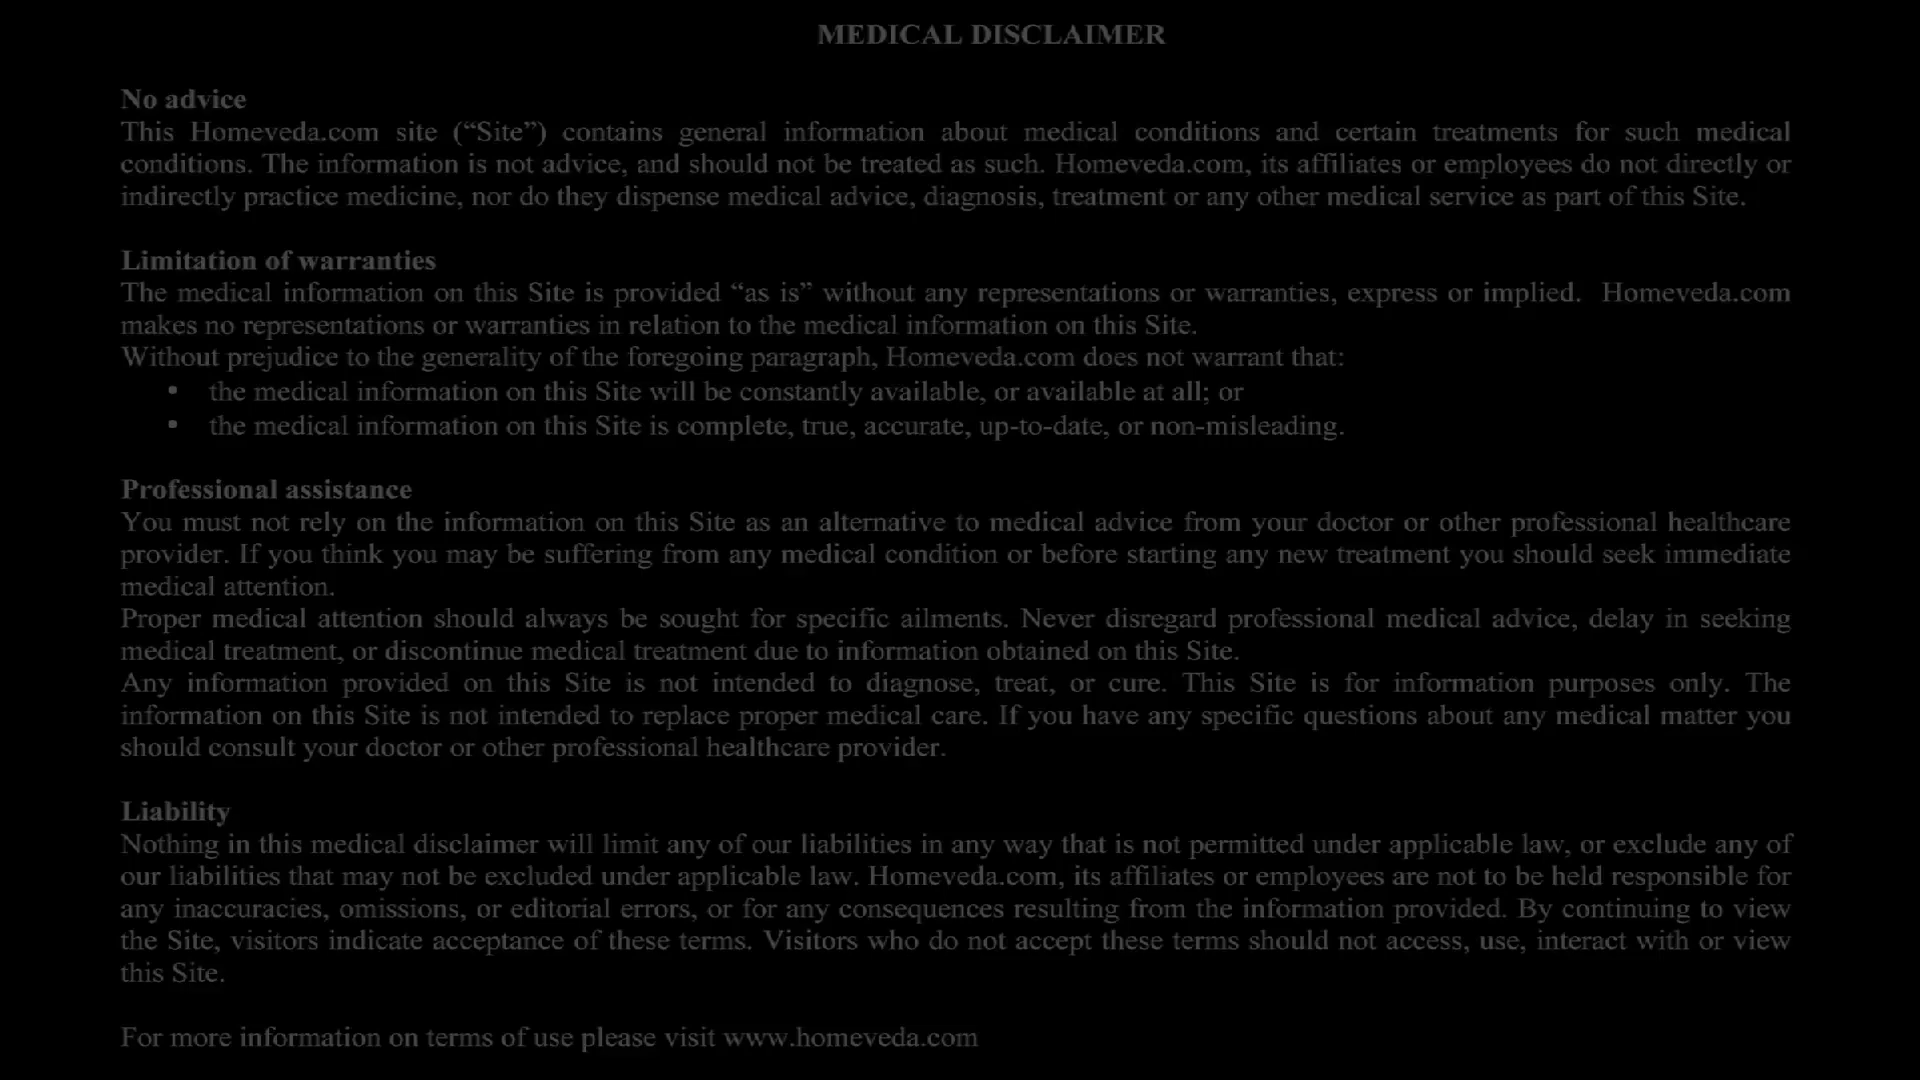 MEDICAL DISCLAIMER
No advice
This Homeveda.com site (“Site”) contains general information about medical conditions and certain treatments for such medical
conditions. The information is not advice, and should not be treated as such. Homeveda.com, its affiliates or employees do not directly or
indirectly practice medicine, nor do they dispense medical advice, diagnosis, treatment or any other medical service as part of this Site.
Limitation of warranties
The medical information on this Site is provided “as is” without any representations or warranties, express or implied. Homeveda.com
makes no representations or warranties in relation to the medical information on this Site.
Without prejudice to the generality of the foregoing paragraph, Homeveda.com does not warrant that:
• the medical information on this Site will be constantly available, or available at all; or
• the medical information on this Site is complete, true, accurate, up-to-date, or non-misleading.
Professional assistance
You must not rely on the information on this Site as an alternative to medical advice from your doctor or other professional healthcare
provider. If you think you may be suffering from any medical condition or before starting any new treatment you should seek immediate
medical attention.
Proper medical attention should always be sought for specific ailments. Never disregard professional medical advice, delay in seeking
medical treatment, or discontinue medical treatment due to information obtained on this Site.
Any information provided on this Site is not intended to diagnose, treat, or cure. This Site is for information purposes only. The
information on this Site is not intended to replace proper medical care. If you have any specific questions about any medical matter you
should consult your doctor or other professional healthcare provider.
Liability
Nothing in this medical disclaimer will limit any of our liabilities in any way that is not permitted under applicable law, or exclude any of
our liabilities that may not be excluded under applicable law. Homeveda.com, its affiliates or employees are not to be held responsible for
any inaccuracies, omissions, or editorial errors, or for any consequences resulting from the information provided. By continuing to view
the Site, visitors indicate acceptance of these terms. Visitors who do not accept these terms should not access, use, interact with or view
this Site.
For more information on terms of use please visit www.homeveda.com